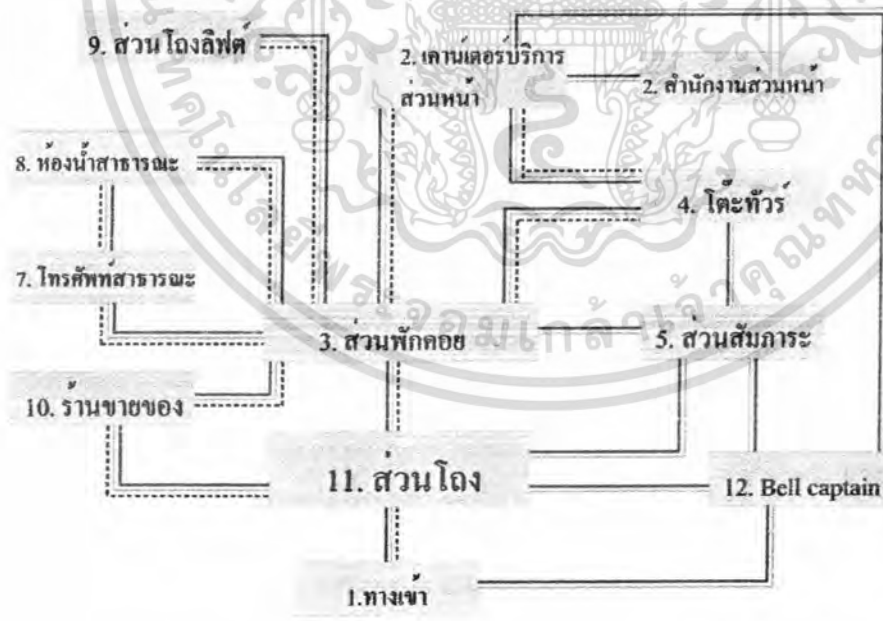 9. ส่วนโถงลิฟต์
2. เคาน์เตอร์บริการ
ส่วนหน้า
2. สำนักงานส่วนหน้า
8. ห้องน้ำสาธารณะ
4. โต๊ะทัวร์
7. โทรศัพท์สาธารณะ
3. ส่วนพักคอย
5. ส่วนสัมภาระ
10. ร้านขายของ
11. ส่วนโถง
12. Bell captain
1.ทางเข้า